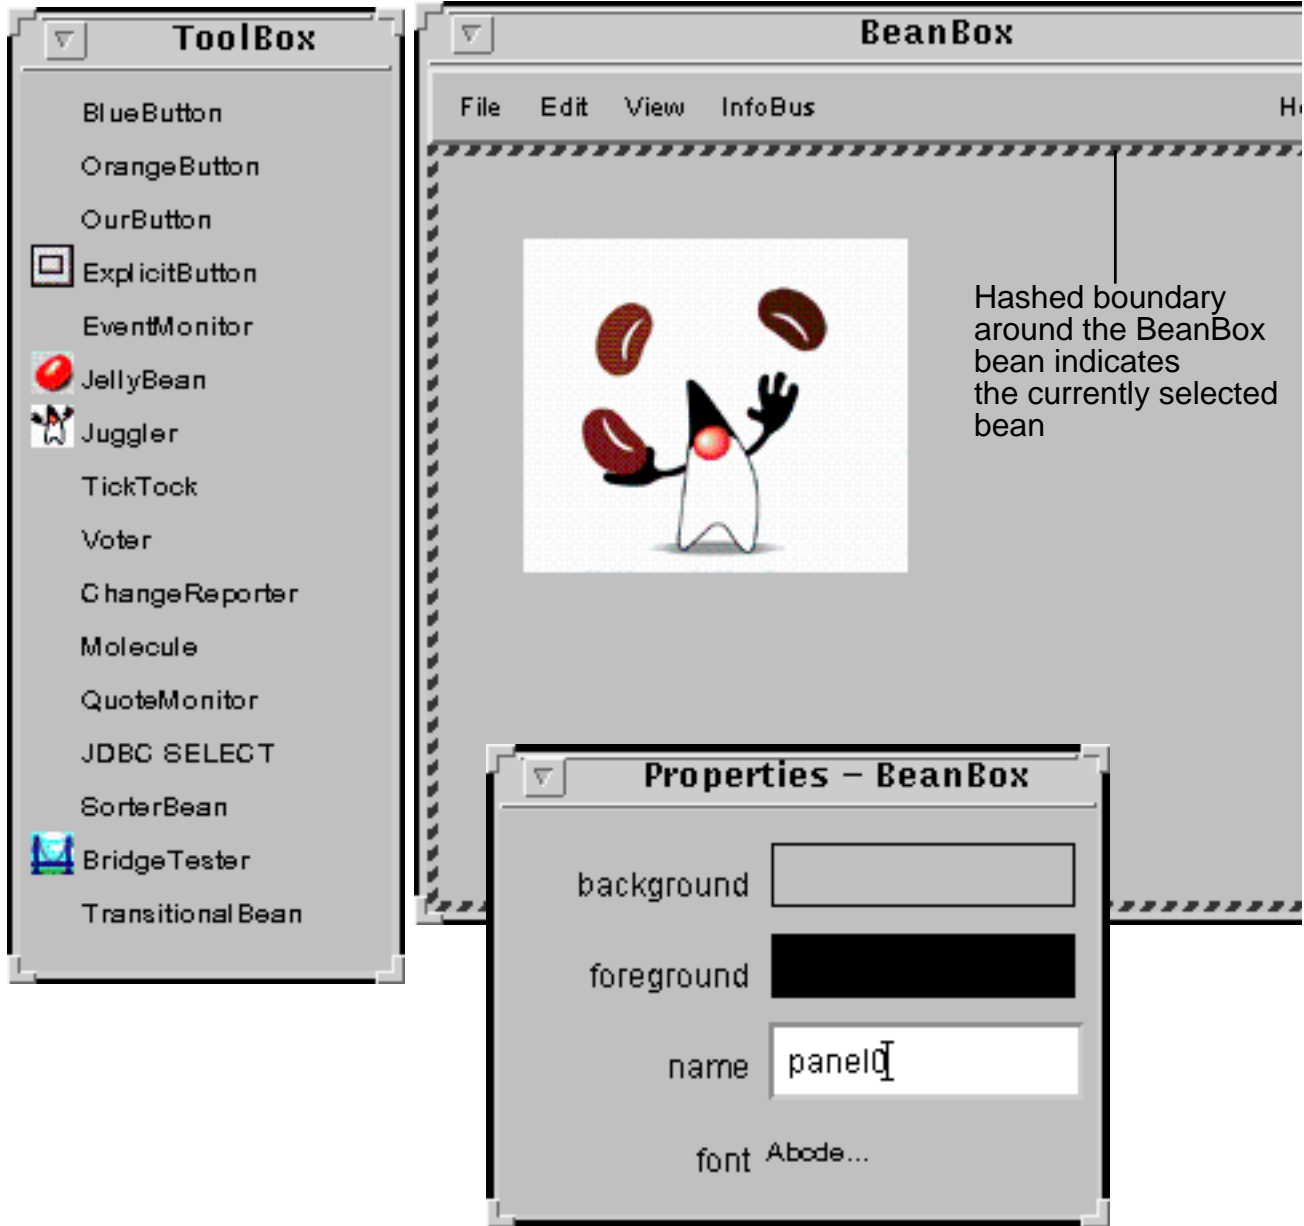 ToolBox
BlueButton
OrangeButton
OurButton
ExplicitButton
EventMonitor
JellyBean
Juggler
TickTock
Voter
ChangeReporter
Molecule
QuoteMonitor
JDBC SELECT
SorterBean
BridgeTester
TransitionalBean
BeanBox
File Edit View InfoBus
Hashed boundary
around the BeanBox
bean indicates
the currently selected
bean
Properties – BeanBox
background
foreground
name panel0
font Abcde...